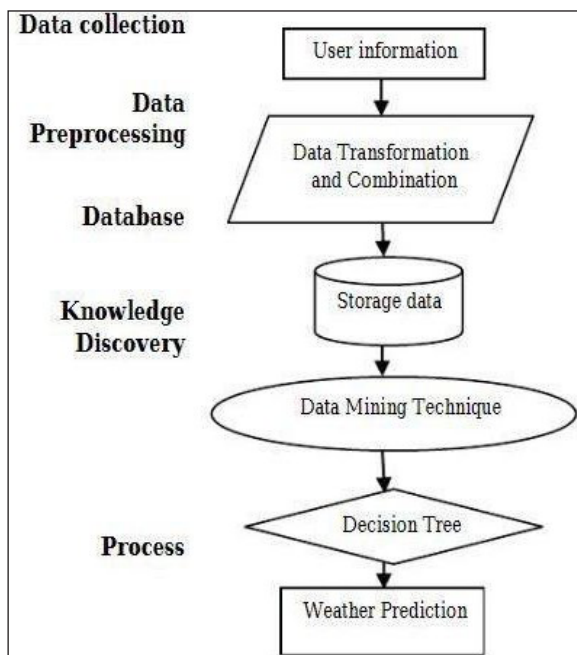 Data collection
User information
Data
Preprocessing
Data Transformation
and Combination
Database
Storage data
Knowledge
Discovery
Data Mining Technique
Decision Tree
Process
Weather Prediction